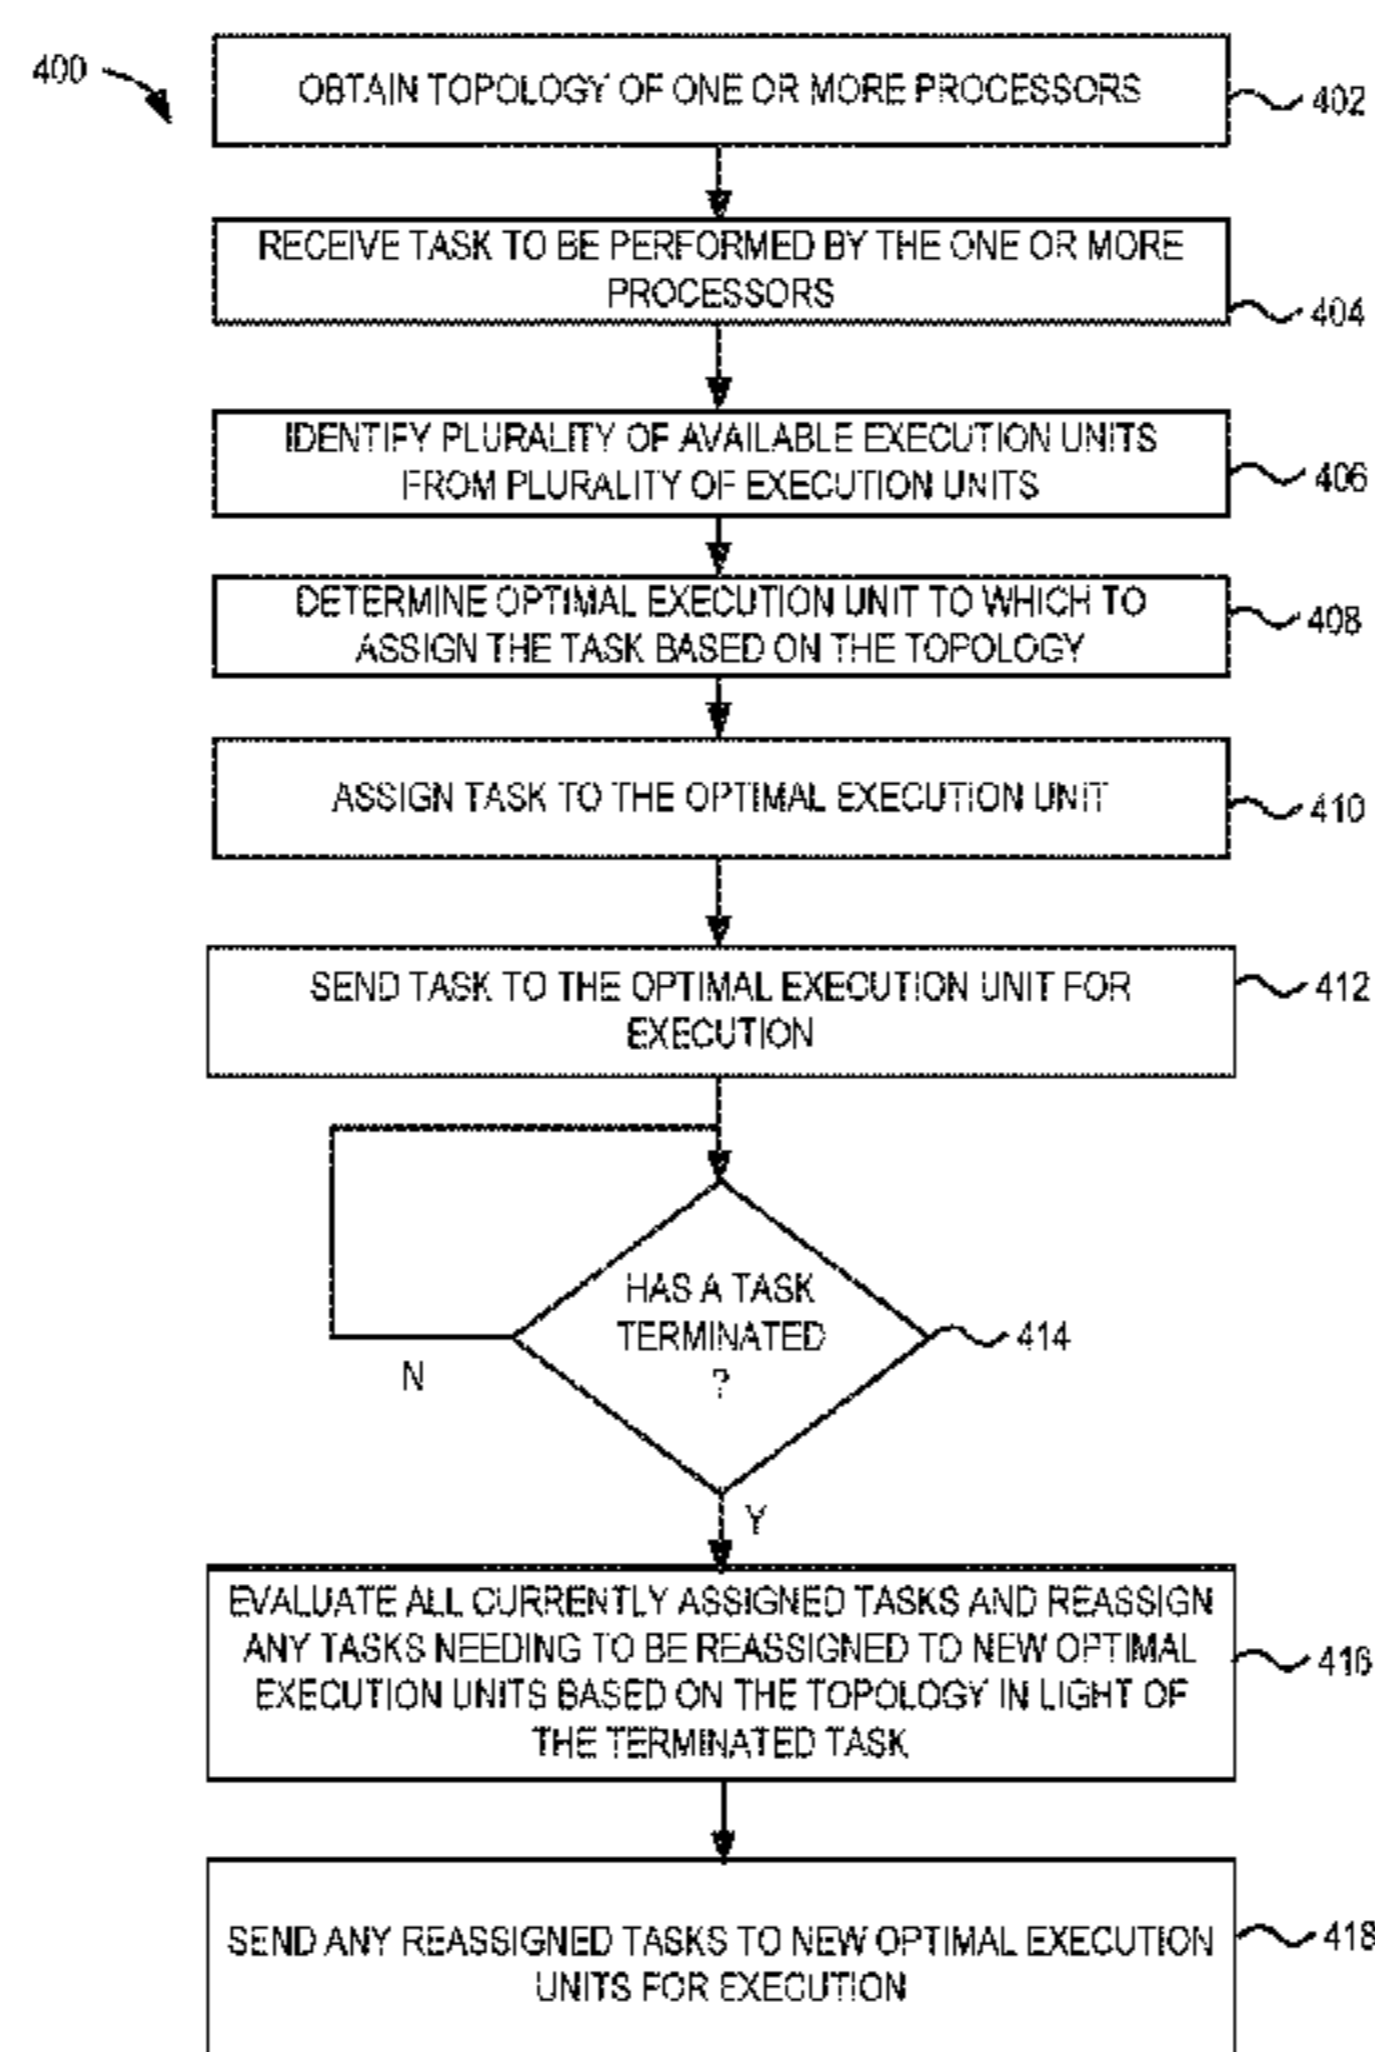 400
OBTAIN TOPOLOGY OF ONE OR MORE PROCESSORS
402
RECEIVE TASK TO BE PERFORMED BY THE ONE OR MORE
PROCESSORS
404
IDENTIFY PLURALITY OF AVAILABLE EXECUTION UNITS
FROM PLURALITY OF EXECUTION UNITS
406
DETERMINE OPTIMAL EXECUTION UNIT TO WHICH TO
ASSIGN THE TASK BASED ON THE TOPOLOGY
408
ASSIGN TASK TO THE OPTIMAL EXECUTION UNIT
410
SEND TASK TO THE OPTIMAL EXECUTION UNIT FOR
EXECUTION
412
HAS A TASK
TERMINATED
?
414
N
Y
EVALUATE ALL CURRENTLY ASSIGNED TASKS AND REASSIGN
ANY TASKS NEEDING TO BE REASSIGNED TO NEW OPTIMAL
EXECUTION UNITS BASED ON THE TOPOLOGY IN LIGHT OF
THE TERMINATED TASK
416
SEND ANY REASSIGNED TASKS TO NEW OPTIMAL EXECUTION
UNITS FOR EXECUTION
418